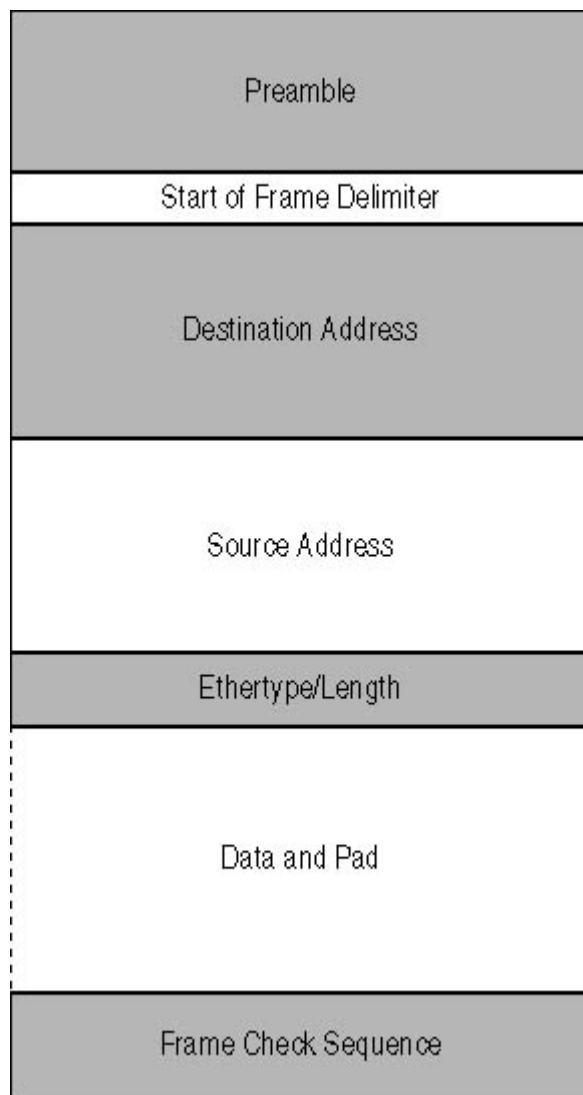 Preamble
Start of Frame Delimiter
Destination Address
Source Address
Ethertype/Length
Data and Pad
Frame Check Sequence